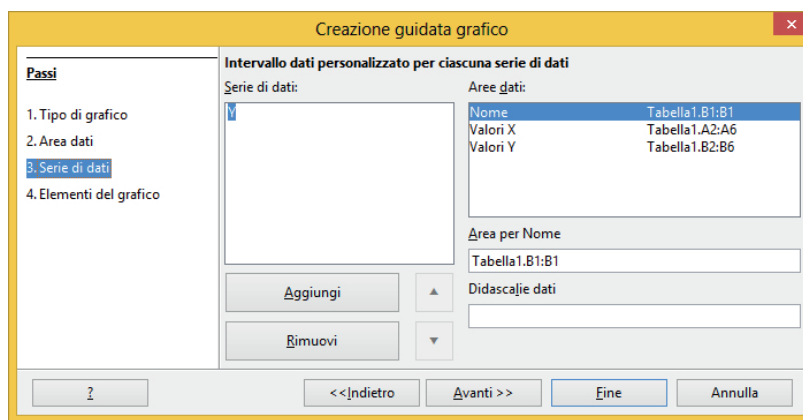 Creazione guidata grafico
x
Passi
1. Tipo di grafico
2. Area dati
3. Serie di dati
4. Elementi del grafico
Intervallo dati personalizzato per ciascuna serie di dati
Serie di dati:
Y
Aggiungi
Rimuovi
Aree dati:
Nome Tabella1.B1:B1
Valori X Tabella1.A2:A6
Valori Y Tabella1.B2:B6
Area per Nome
Tabella1.B1:B1
Didascalie dati
? <<Indietro Avanti >> Fine Annulla